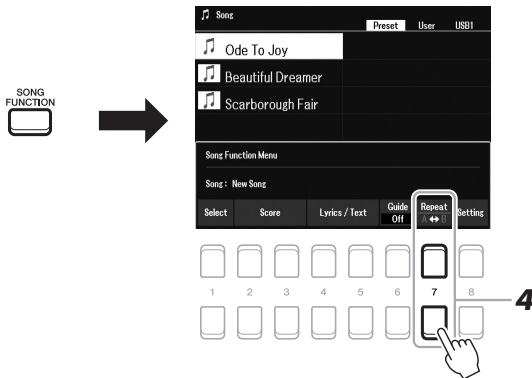 SONG
FUNCTION
Song
Preset User USB1
Ode To Joy
Beautiful Dreamer
Scarborough Fair
Song Function Menu
Song : New Song
Select Score Lyrics / Text Guide Off Repeat A ↔ B Setting
1 2 3 4 5 6 7 8
4